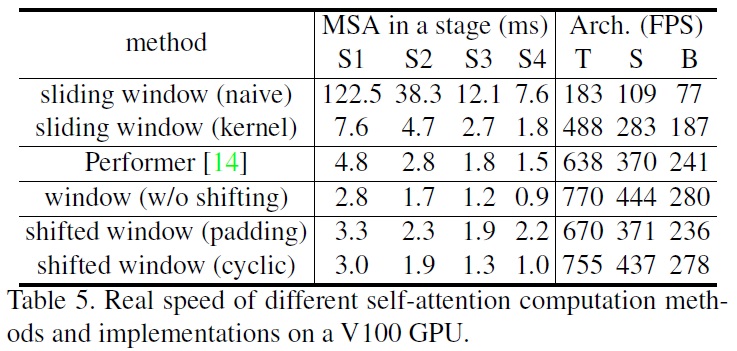 method MSA in a stage (ms) Arch. (FPS)
S1 S2 S3 S4 T S B
sliding window (naive) 122.5 38.3 12.1 7.6 183 109 77
sliding window (kernel) 7.6 4.7 2.7 1.8 488 283 187
Performer [14] 4.8 2.8 1.8 1.5 638 370 241
window (w/o shifting) 2.8 1.7 1.2 0.9 770 444 280
shifted window (padding) 3.3 2.3 1.9 2.2 670 371 236
shifted window (cyclic) 3.0 1.9 1.3 1.0 755 437 278
Table 5. Real speed of different self-attention computation meth-
ods and implementations on a V100 GPU.